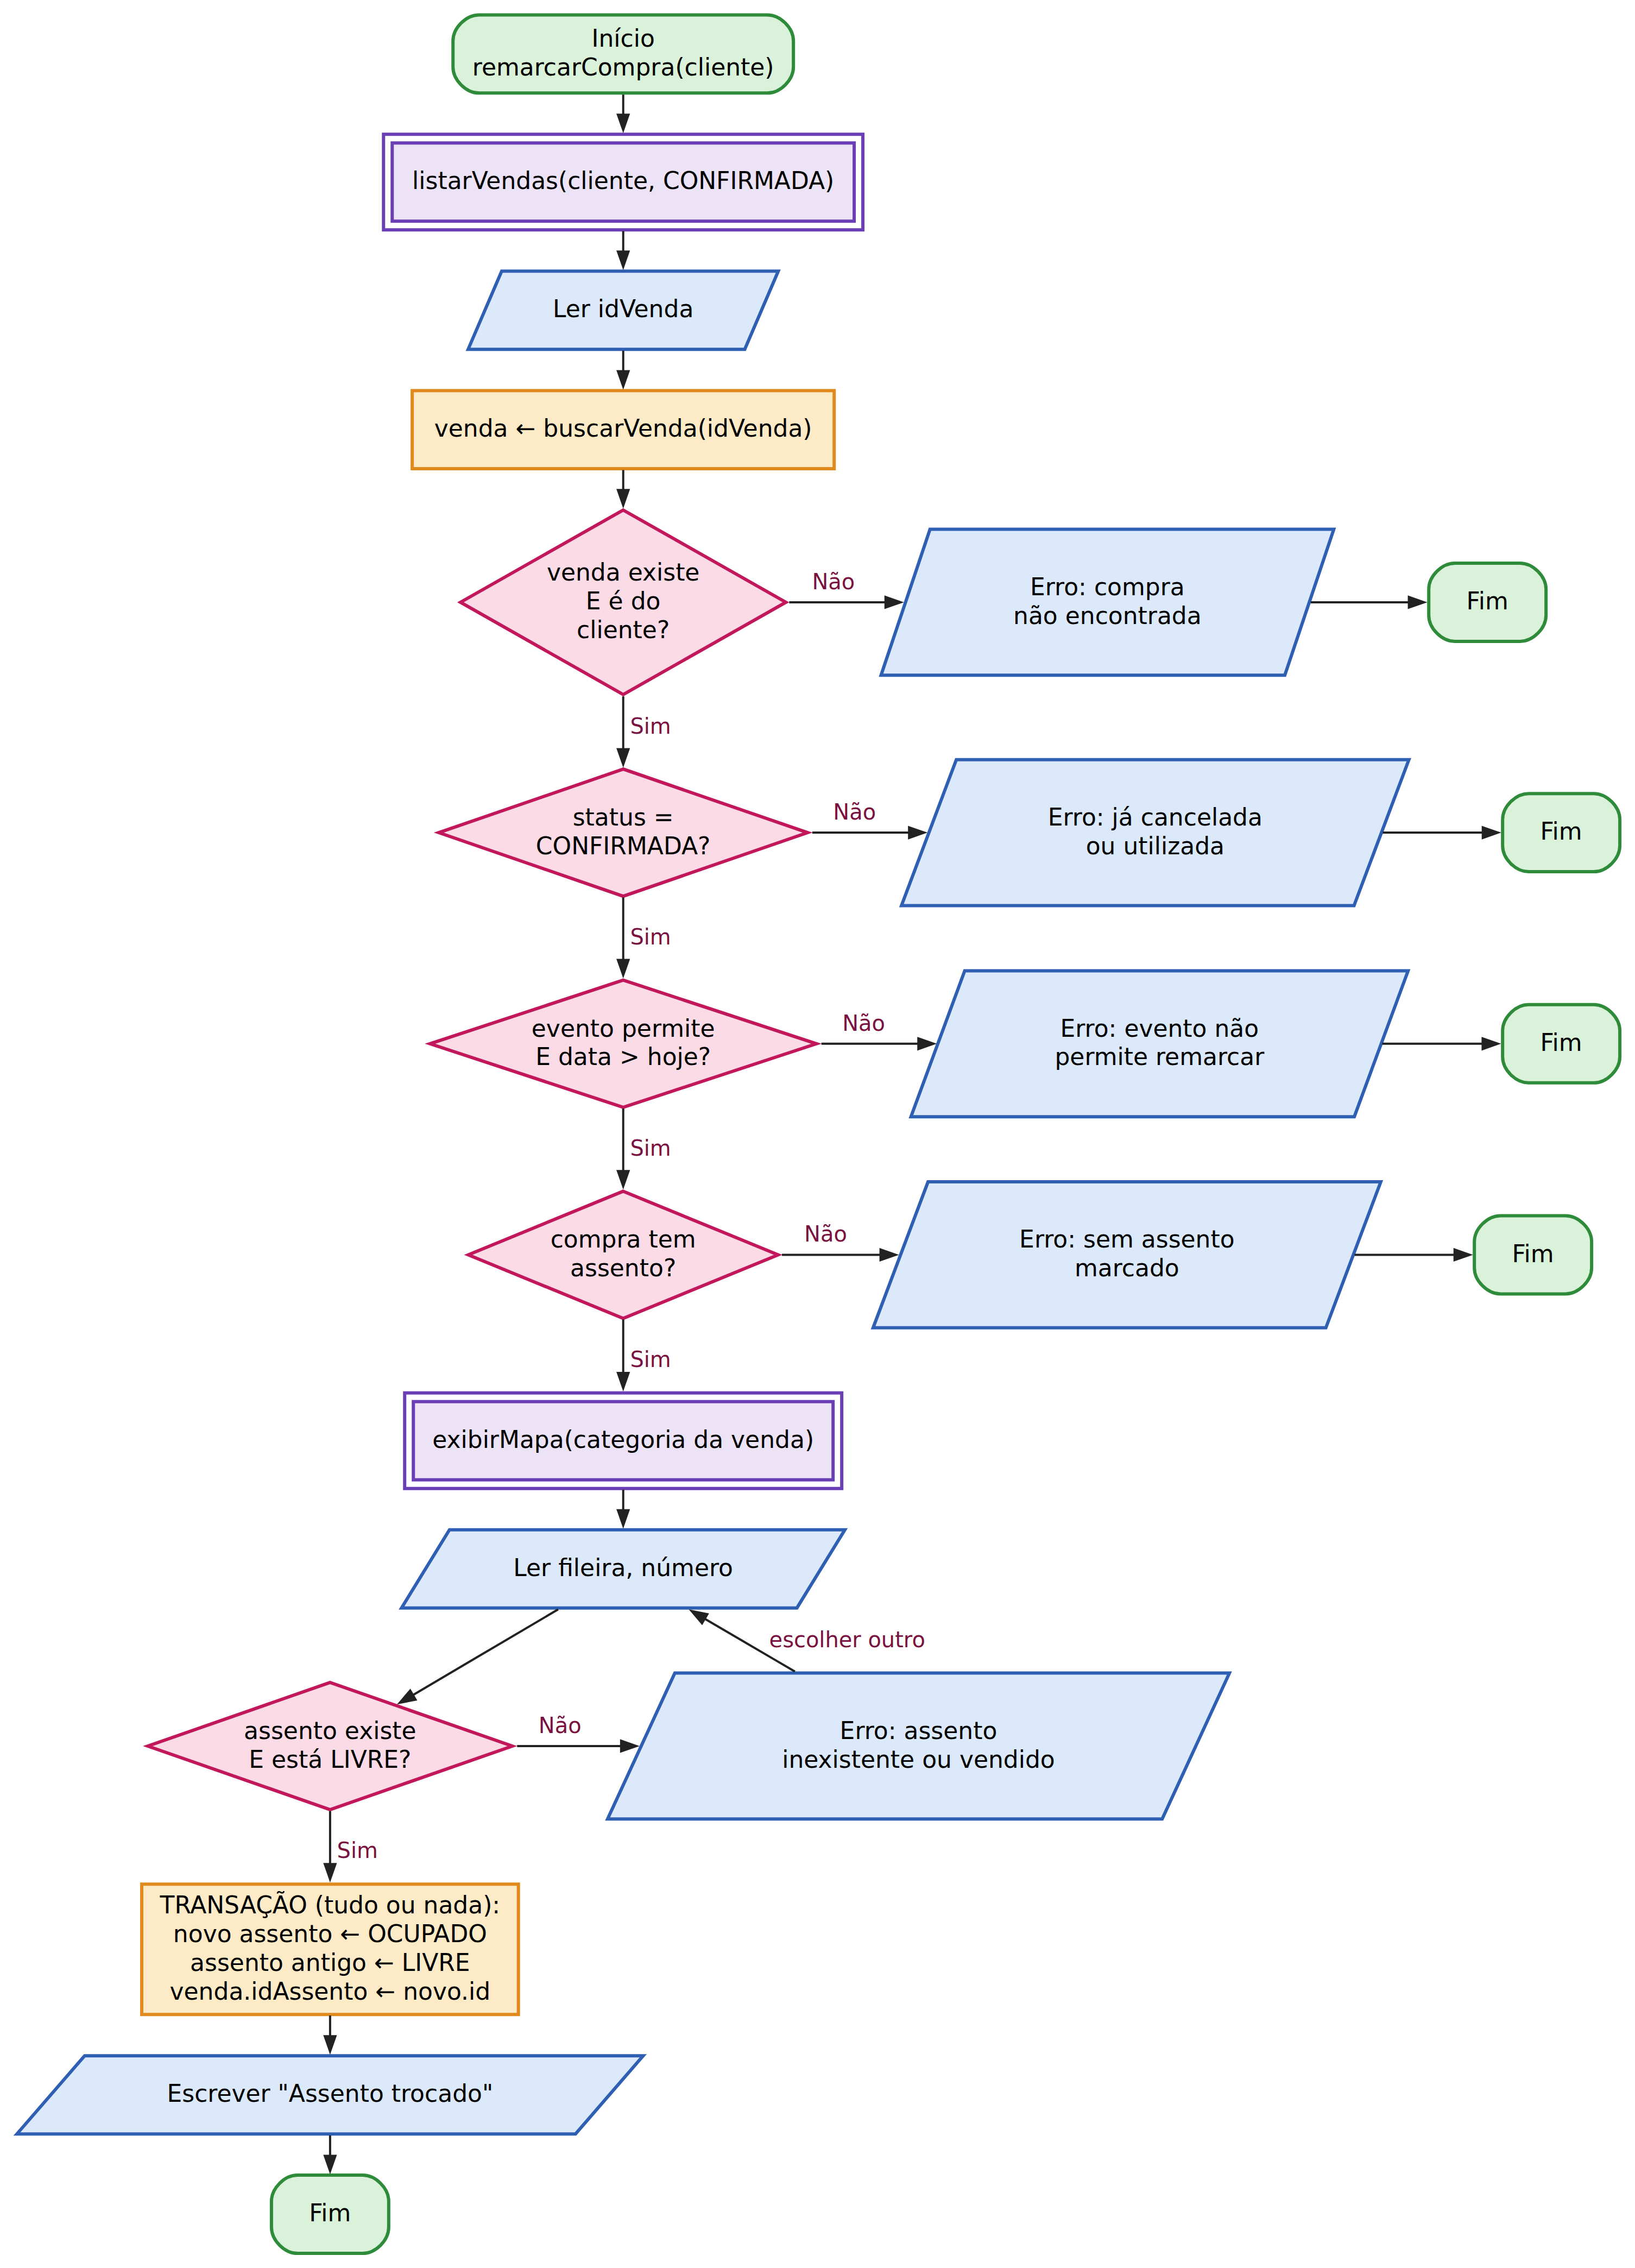 Início
remarcarCompra(cliente)
listarVendas(cliente, CONFIRMADA)
Ler idVenda
venda ← buscarVenda(idVenda)
venda existe
E é do
cliente?
Não
Erro: compra
não encontrada
Fim
Sim
status =
CONFIRMADA?
Não
Erro: já cancelada
ou utilizada
Fim
Sim
evento permite
E data > hoje?
Não
Erro: evento não
permite remarcar
Fim
Sim
compra tem
assento?
Não
Erro: sem assento
marcado
Fim
Sim
exibirMapa(categoria da venda)
Ler fileira, número
escolher outro
assento existe
E está LIVRE?
Não
Erro: assento
inexistente ou vendido
Sim
TRANSAÇÃO (tudo ou nada):
novo assento ← OCUPADO
assento antigo ← LIVRE
venda.idAssento ← novo.id
Escrever "Assento trocado"
Fim